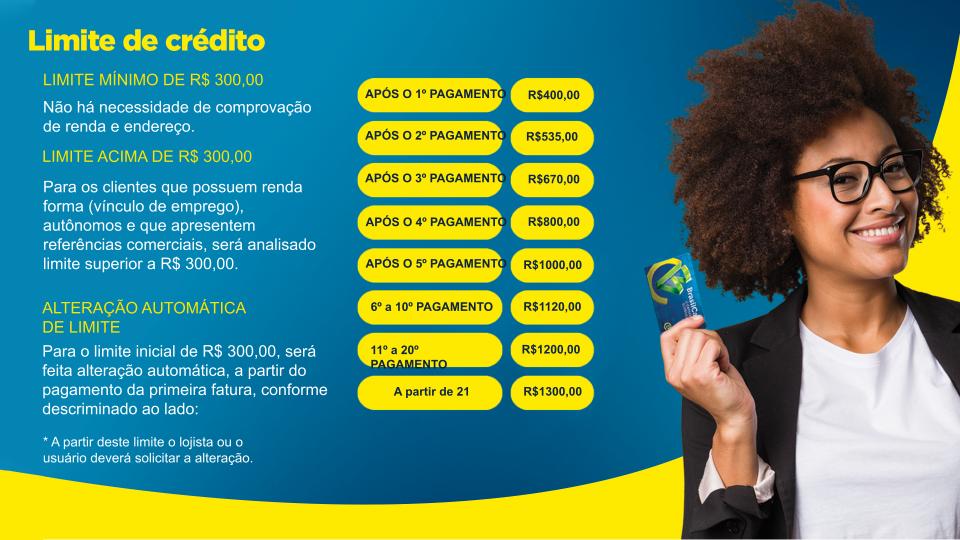 Limite de crédito
LIMITE MÍNIMO DE R$ 300,00
Não há necessidade de comprovação
de renda e endereço.
LIMITE ACIMA DE R$ 300,00
Para os clientes que possuem renda
forma (vínculo de emprego),
autônomos e que apresentem
referências comerciais, será analisado
limite superior a R$ 300,00.
ALTERAÇÃO AUTOMÁTICA
DE LIMITE
Para o limite inicial de R$ 300,00, será
feita alteração automática, a partir do
pagamento da primeira fatura, conforme
descriminado ao lado:
* A partir deste limite o lojista ou o
usuário deverá solicitar a alteração.
APÓS O 1º PAGAMENTO R$400,00
APÓS O 2º PAGAMENTO R$535,00
APÓS O 3º PAGAMENTO R$670,00
APÓS O 4º PAGAMENTO R$800,00
APÓS O 5º PAGAMENTO R$1000,00
6º a 10º PAGAMENTO R$1120,00
11º a 20º
PAGAMENTO R$1200,00
A partir de 21 R$1300,00